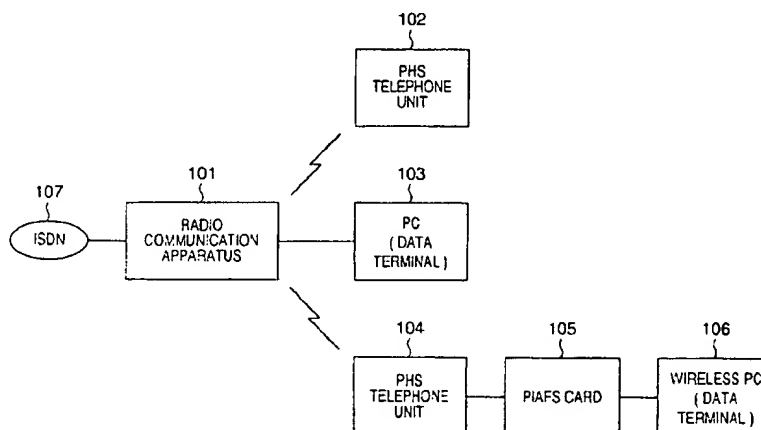 102
PHS
TELEPHONE
UNIT
101
103
107
ISDN
RADIO
COMMUNICATION
APPARATUS
PC
( DATA
TERMINAL )
104
105
106
PHS
TELEPHONE
UNIT
PIAFS CARD
WIRELESS PC
( DATA
TERMINAL )